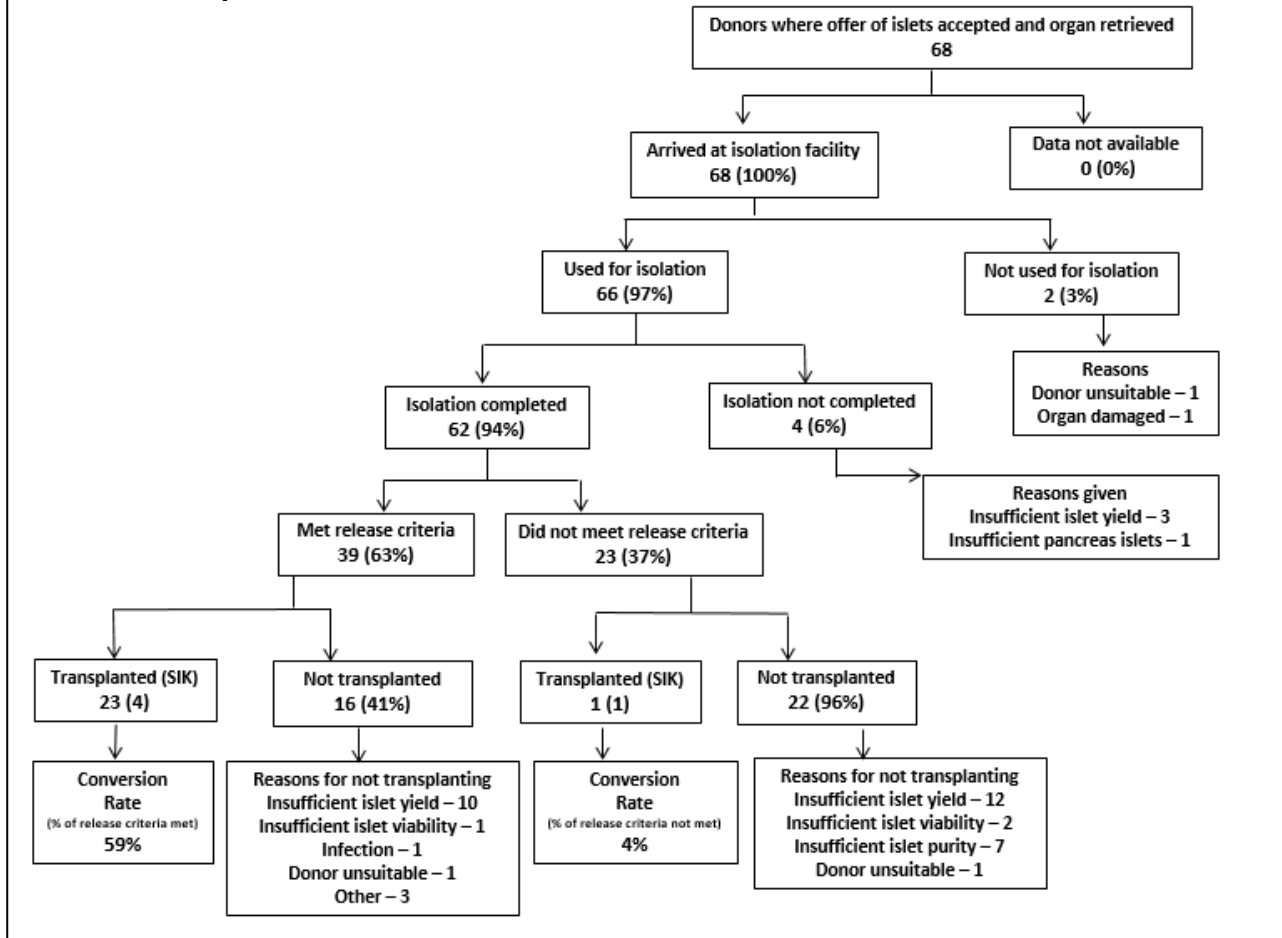 Donors where offer of islets accepted and organ retrieved
68
Arrived at isolation facility
68 (100%)
Data not available
0 (0%)
Used for isolation
66 (97%)
Not used for isolation
2 (3%)
Reasons
Donor unsuitable – 1
Organ damaged – 1
Isolation completed
62 (94%)
Isolation not completed
4 (6%)
Reasons given
Insufficient islet yield – 3
Insufficient pancreas islets – 1
Met release criteria
39 (63%)
Did not meet release criteria
23 (37%)
Transplanted (SIK)
23 (4)
Not transplanted
16 (41%)
Transplanted (SIK)
1 (1)
Not transplanted
22 (96%)
Conversion
Rate
(% of release criteria met)
59%
Reasons for not transplanting
Insufficient islet yield – 10
Insufficient islet viability – 1
Infection – 1
Donor unsuitable – 1
Other – 3
Conversion
Rate
(% of release criteria not met)
4%
Reasons for not transplanting
Insufficient islet yield – 12
Insufficient islet viability – 2
Insufficient islet purity – 7
Donor unsuitable – 1